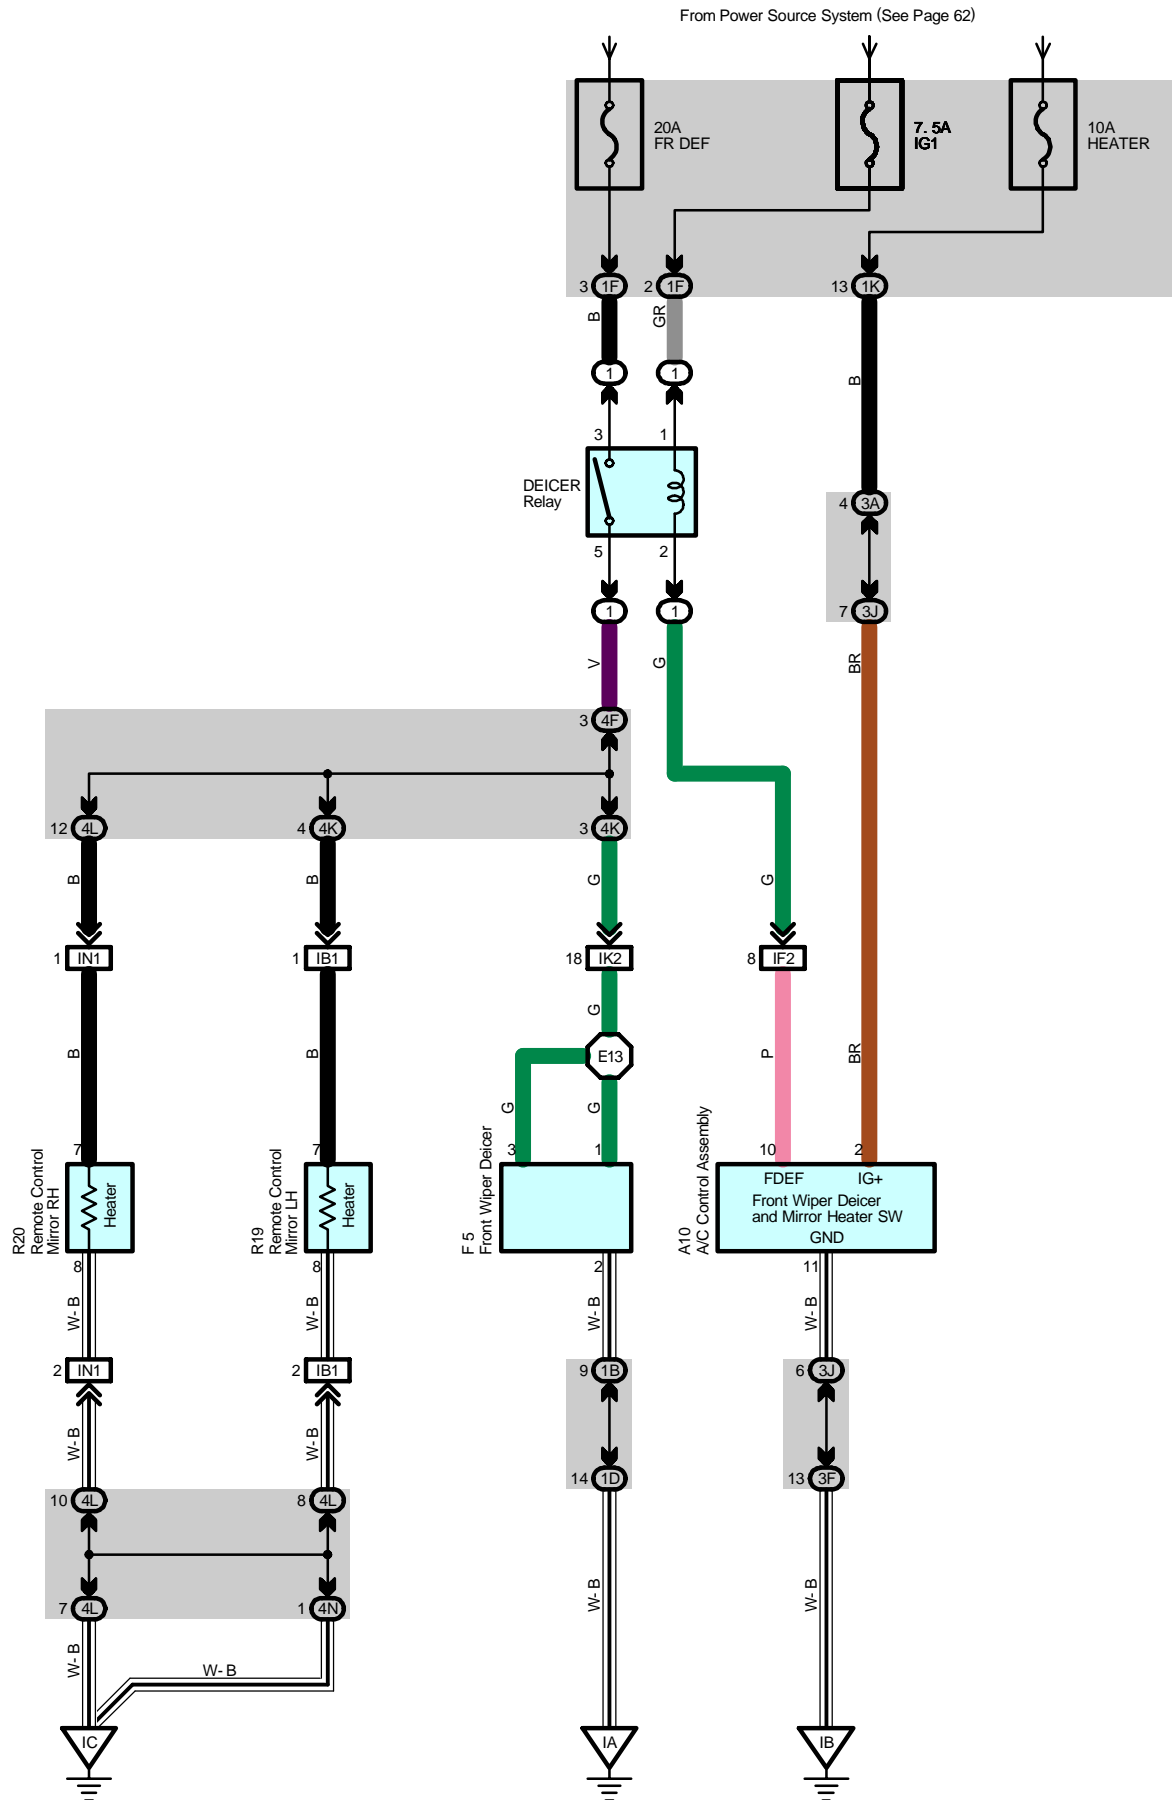 From Power Source System (See Page 62)
20A
FR DEF
7. 5A
IG1
10A
HEATER
3 1F
2 1F
13 1K
B
GR
B
1
1
3
1
4 3A
DEICER
Relay
5
2
1
1
7 3J
V
G
BR
3 4F
12 4L
4 4K
3 4K
B
B
G
G
1 IN1
1 IB1
18 IK2
8 IF2
G
B
B
P
BR
E13
G
G
7
7
3
1
10
2
R20
Remote Control
Mirror RH
Heater
R19
Remote Control
Mirror LH
Heater
F 5
Front Wiper Deicer
A10
A/C Control Assembly
FDEF
IG+
Front Wiper Deicer
and Mirror Heater SW
GND
8
8
2
11
W- B
W- B
W- B
W- B
2 IN1
2 IB1
9 1B
6 3J
W- B
W- B
10 4L
8 4L
14 1D
13 3F
7 4L
1 4N
W- B
W- B
W- B
W- B
IC
IA
IB